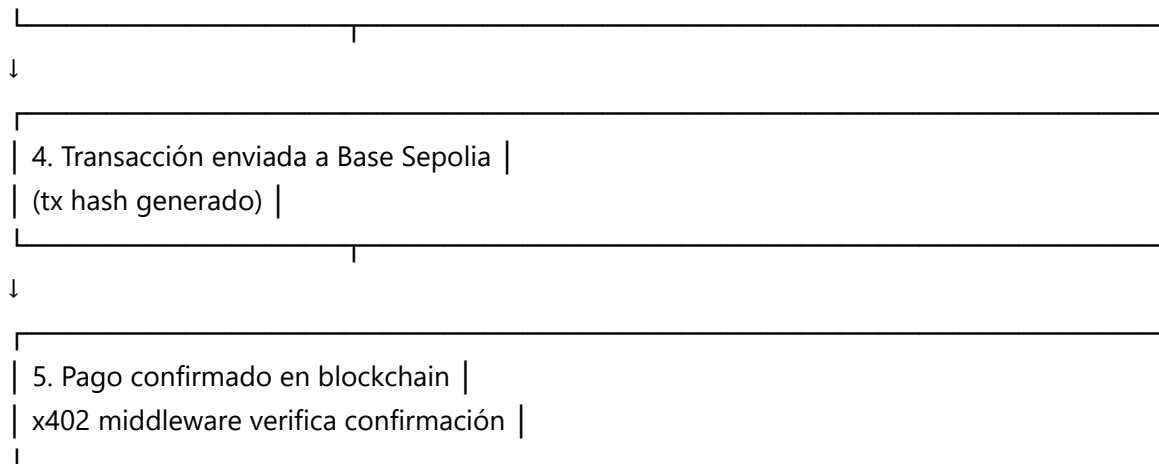 ↓
│ 4. Transacción enviada a Base Sepolia │
│ (tx hash generado) │
↓
│ 5. Pago confirmado en blockchain │
│ x402 middleware verifica confirmación │